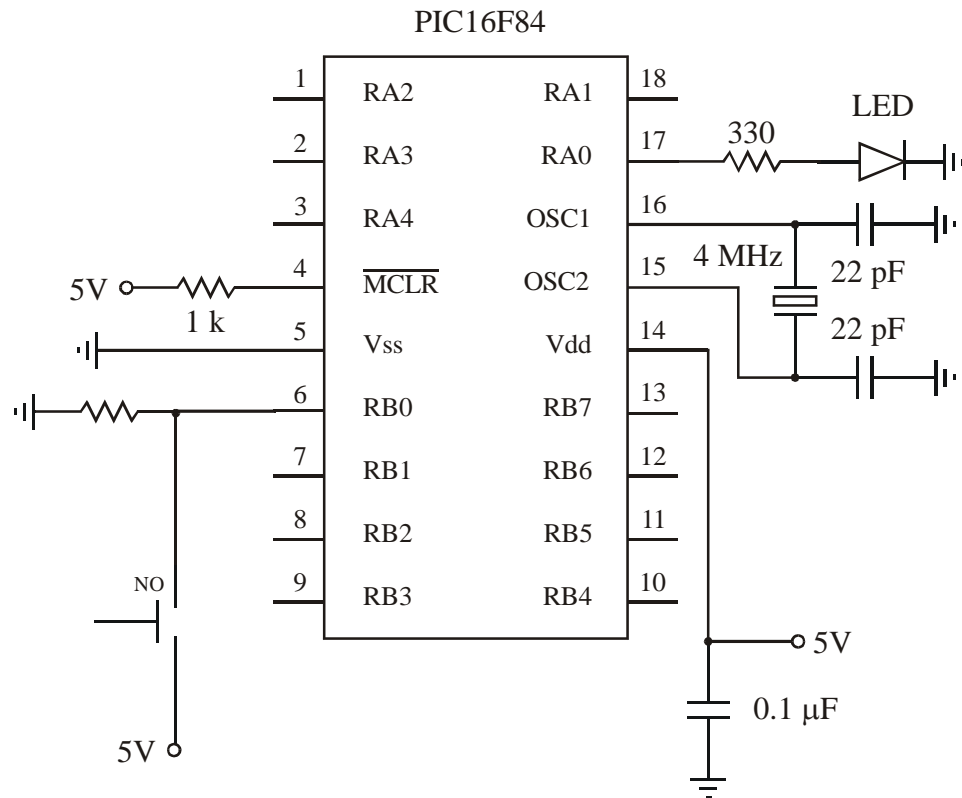 PIC16F84
1 RA2 RA1 18
LED
330
2 RA3 RA0 17
3 RA4 OSC1 16
4 MHz
22 pF
5V
1 k
4 MCLR OSC2 15
22 pF
5 Vss Vdd 14
6 RB0 RB7 13
7 RB1 RB6 12
8 RB2 RB5 11
NO
9 RB3 RB4 10
5V
0.1 μF
5V